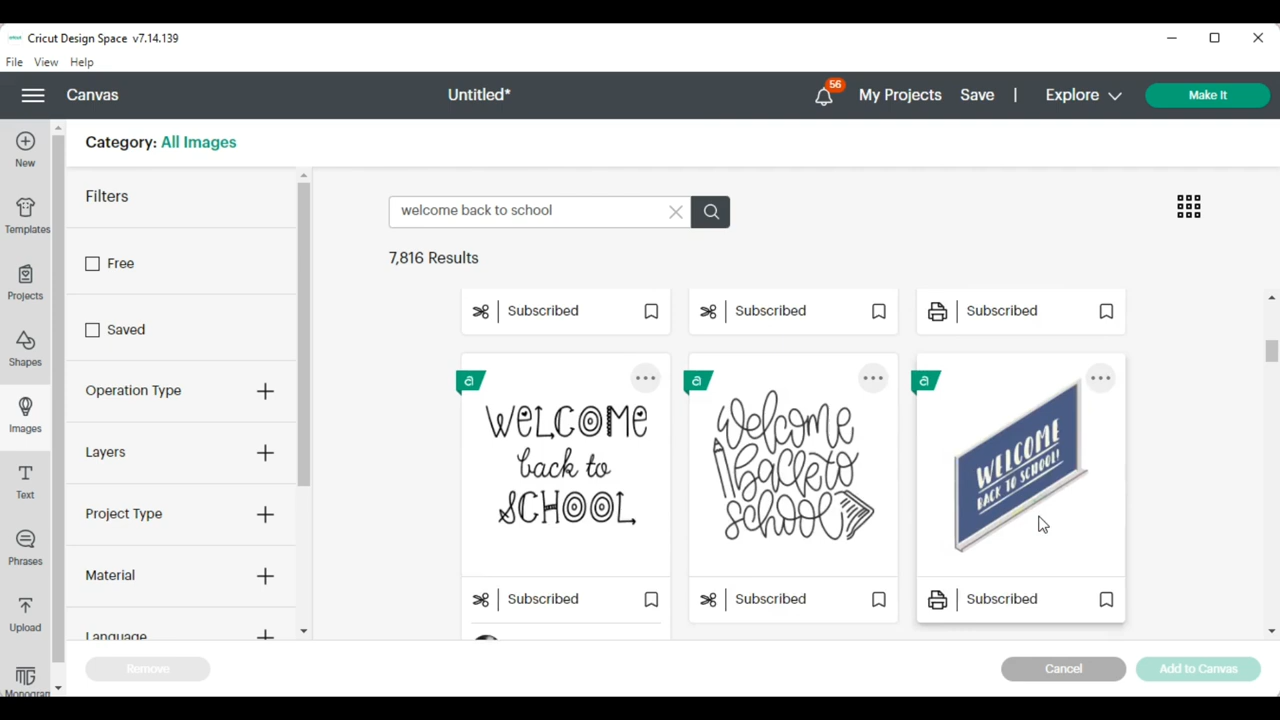 cricut Cricut Design Space v7.14.139
File View Help
Canvas Untitled* 56 My Projects Save | Explore Make It
New
Templates
Projects
Shapes
Images
Text
Phrases
Upload
Monogram
Category: All Images
Filters
Free
Saved
Operation Type
Layers
Project Type
Material
Language
welcome back to school
7,816 Results
Subscribed Subscribed Subscribed
a
WELCOME
back to
SCHOOL
Subscribed
a
welcome
back to
school
Subscribed
a
WELCOME
BACK TO SCHOOL!
Subscribed
Remove Cancel Add to Canvas